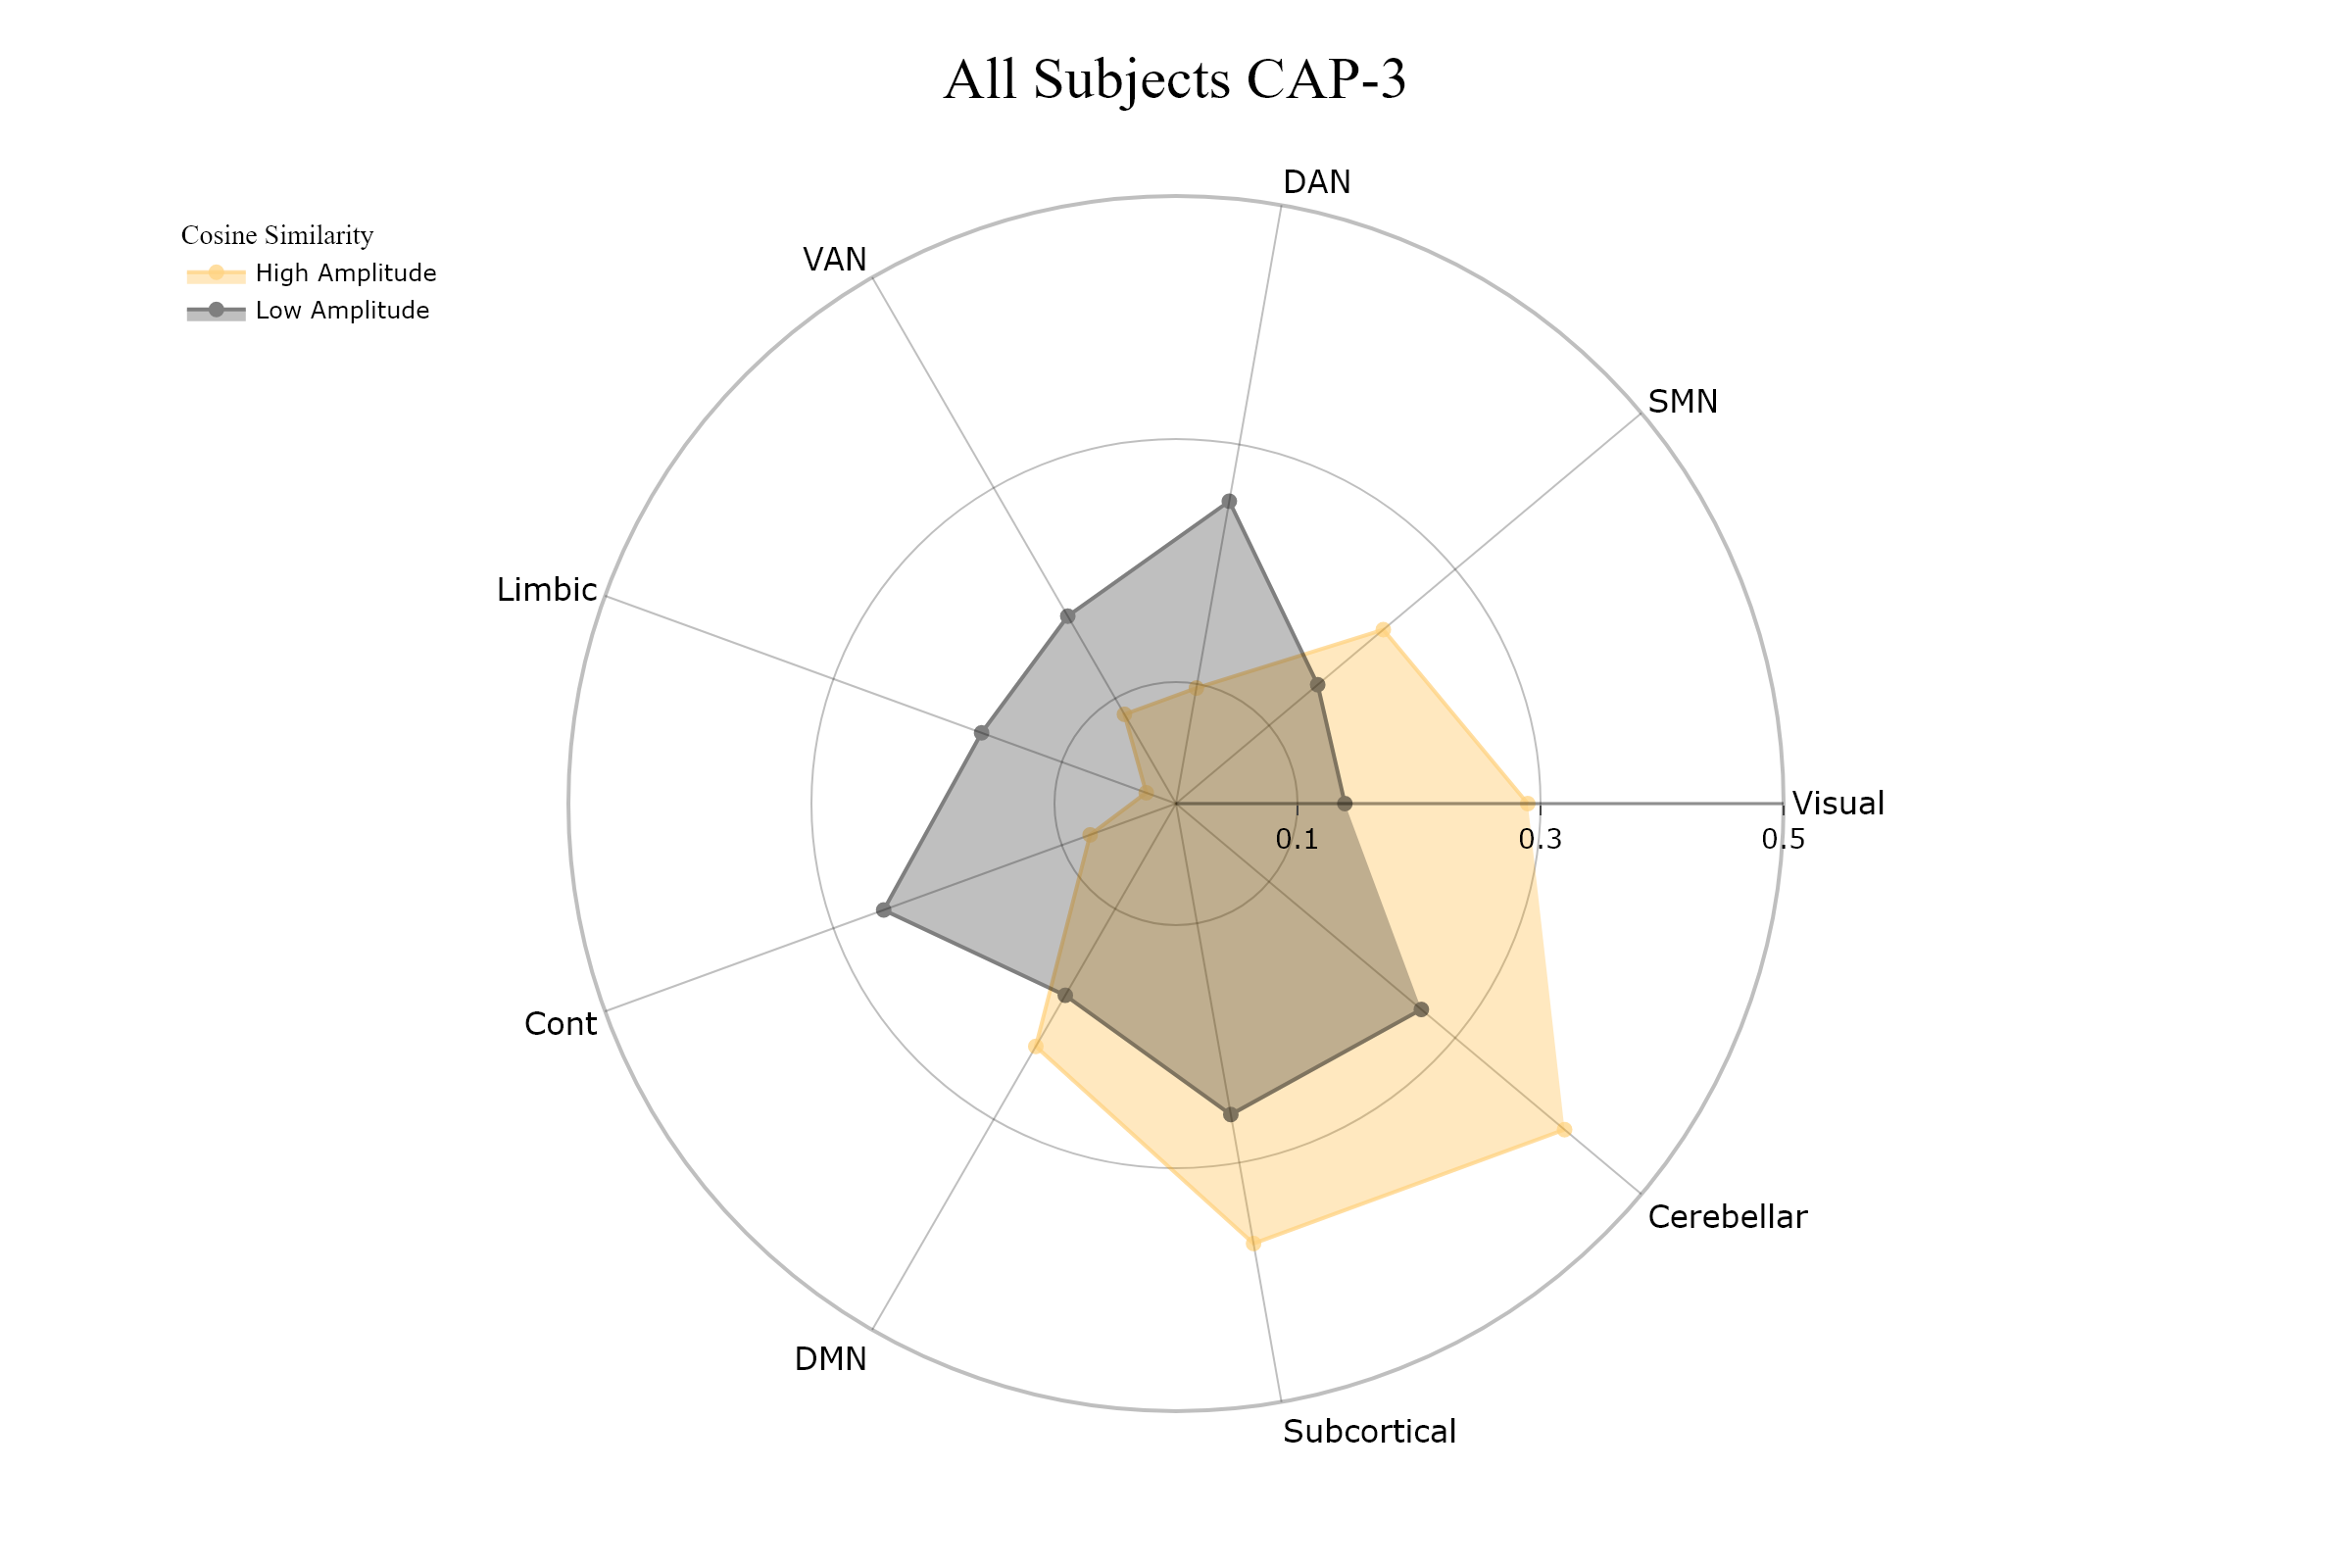 All Subjects CAP-3
Cosine Similarity
High Amplitude
Low Amplitude
DAN
VAN
SMN
Limbic
Visual
0.1
0.3
0.5
Cont
Cerebellar
DMN
Subcortical